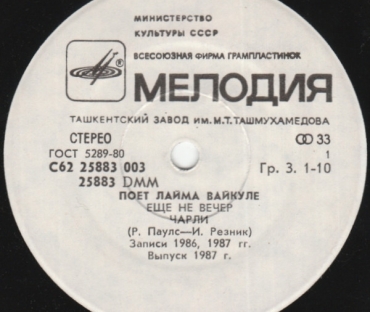 МИНИСТЕРСТВО
КУЛЬТУРЫ СССР
ВСЕСОЮЗНАЯ ФИРМА ГРАМПЛАСТИНОК
®
МЕЛОДИЯ
ТАШКЕНТСКИЙ ЗАВОД ИМ. М.Т. ТАШМУХАМЕДОВА
СТЕРЕО 33
ГОСТ 5289-80 1
С62 25883 003 Гр. 3. 1-10
25883 DMM
ПОЕТ ЛАЙМА ВАЙКУЛЕ
ЕЩЕ НЕ ВЕЧЕР
ЧАРЛИ
(Р. Паулс—И. Резник)
Записи 1986, 1987 гг.
Выпуск 1987 г.